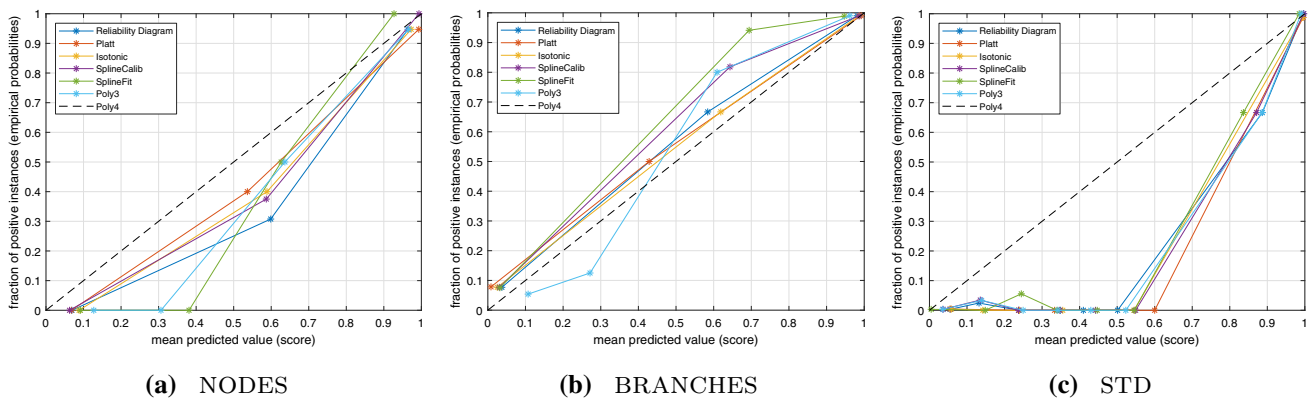 fraction of positive instances (empirical probabilities)
1
0.9
0.8
0.7
0.6
0.5
0.4
0.3
0.2
0.1
0
Reliability Diagram
Platt
Isotonic
SplineCalib
SplineFit
Poly3
Poly4
0 0.1 0.2 0.3 0.4 0.5 0.6 0.7 0.8 0.9 1
mean predicted value (score)
(a) NODES
fraction of positive instances (empirical probabilities)
1
0.9
0.8
0.7
0.6
0.5
0.4
0.3
0.2
0.1
0
Reliability Diagram
Platt
Isotonic
SplineCalib
SplineFit
Poly3
Poly4
0 0.1 0.2 0.3 0.4 0.5 0.6 0.7 0.8 0.9 1
mean predicted value (score)
(b) BRANCHES
fraction of positive instances (empirical probabilities)
1
0.9
0.8
0.7
0.6
0.5
0.4
0.3
0.2
0.1
0
Reliability Diagram
Platt
Isotonic
SplineCalib
SplineFit
Poly3
Poly4
0 0.1 0.2 0.3 0.4 0.5 0.6 0.7 0.8 0.9 1
mean predicted value (score)
(c) STD